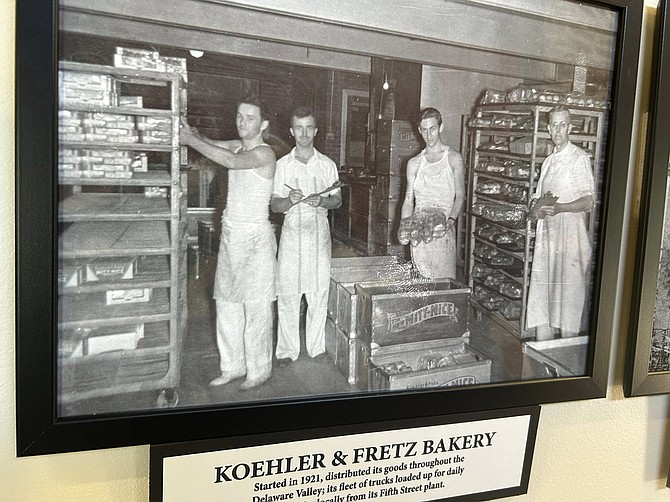 KOEHLER & FRETZ BAKERY
Started in 1921, distributed its goods throughout the
Delaware Valley; its fleet of trucks loaded up for daily
locally from its Fifth Street plant.